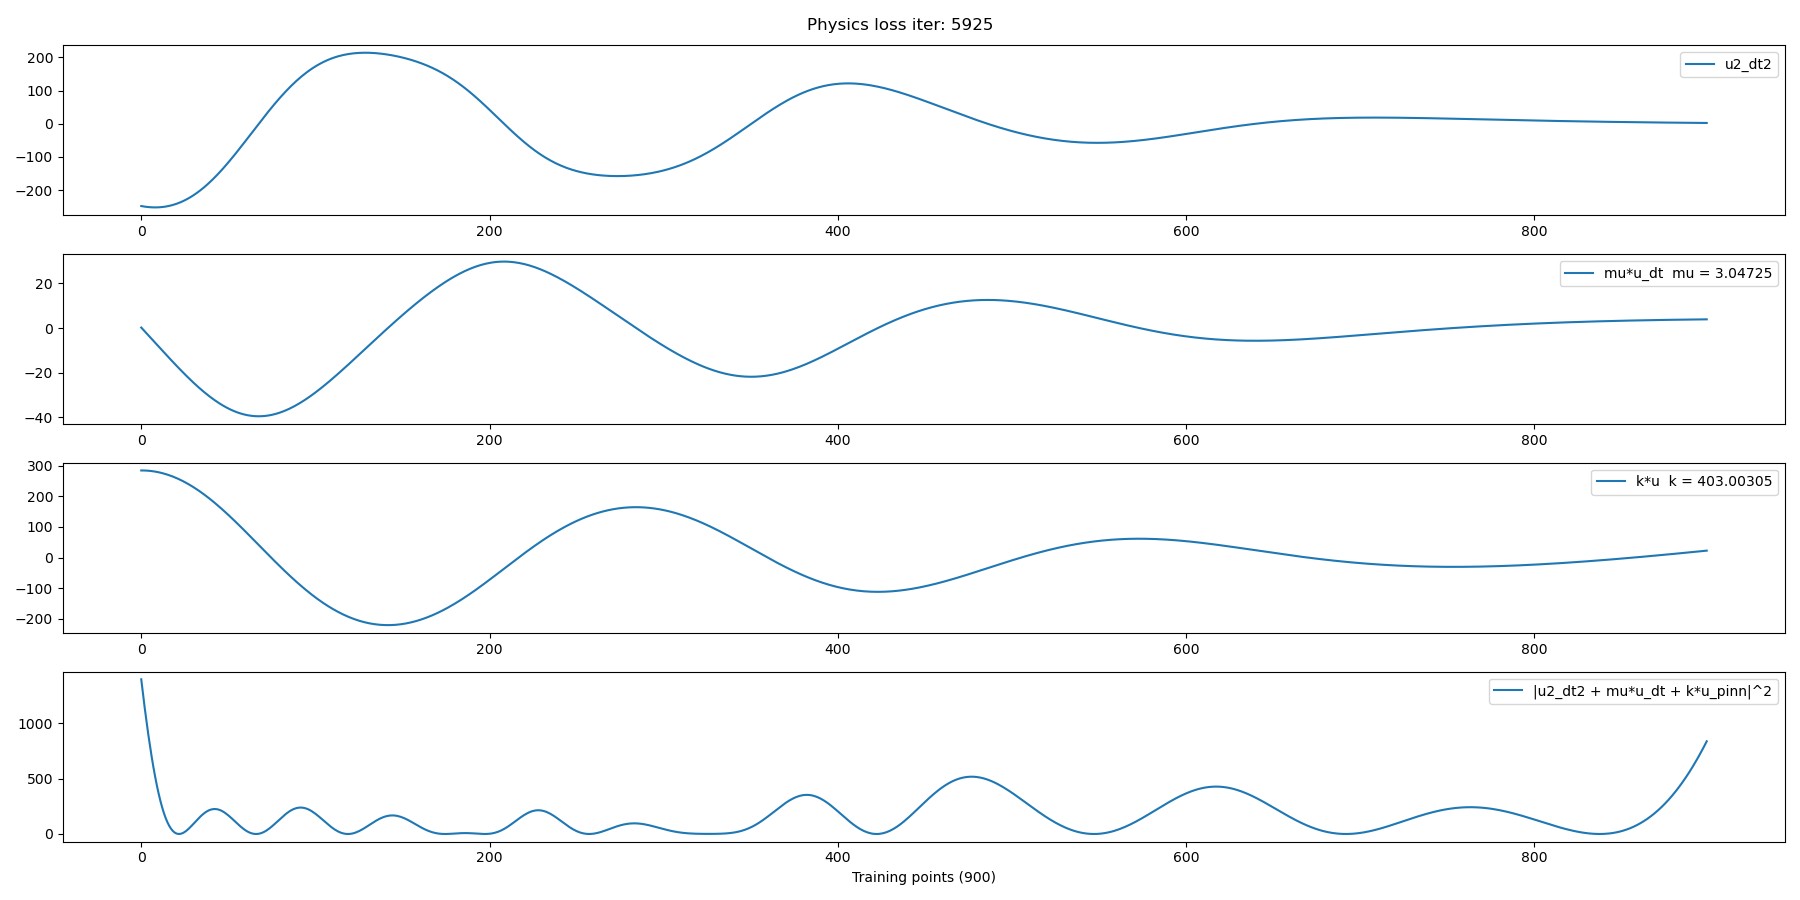 Physics loss iter: 5925
200
100
0
−100
−200
u2_dt2
0 200 400 600 800
20
0
−20
−40
mu*u_dt  mu = 3.04725
0 200 400 600 800
300
200
100
0
−100
−200
k*u  k = 403.00305
0 200 400 600 800
1000
500
0
|u2_dt2 + mu*u_dt + k*u_pinn|^2
0 200 400 600 800
Training points (900)